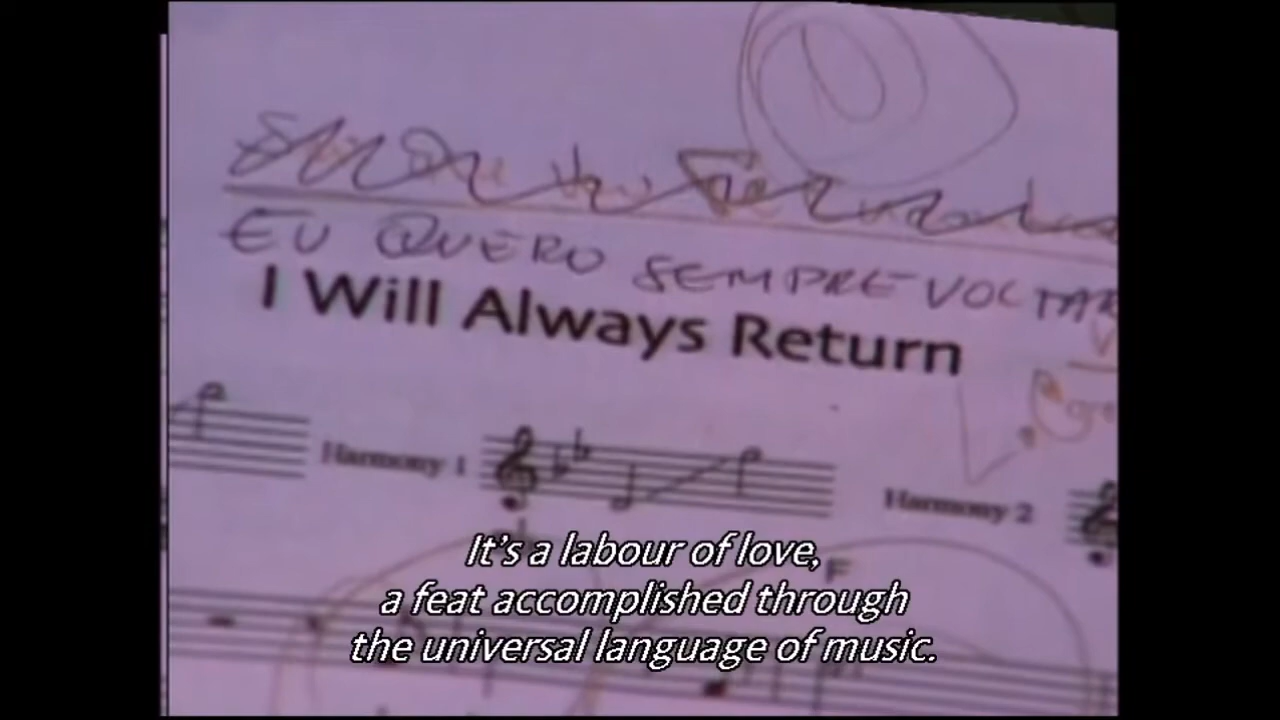 EU QUERO SEMPRE VOLTAR
I Will Always Return
Harmony 1
Harmony 2
F
It's a labour of love,
a feat accomplished through
the universal language of music.